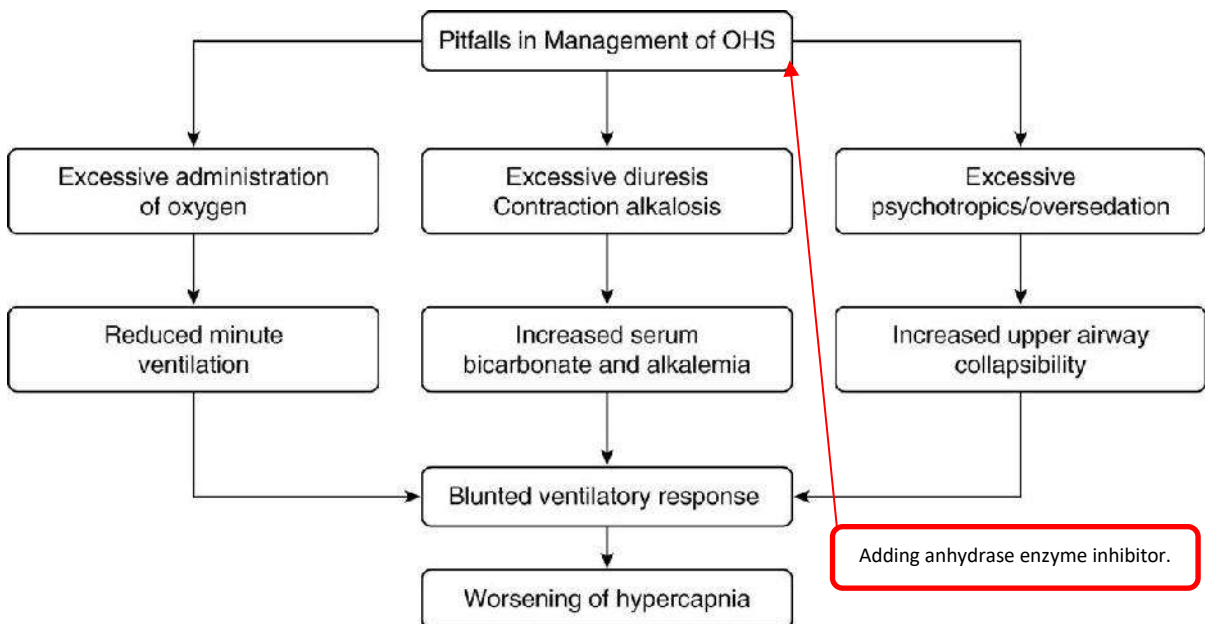 Pitfalls in Management of OHS
Excessive administration
of oxygen
Excessive diuresis
Contraction alkalosis
Excessive
psychotropics/oversedation
Reduced minute
ventilation
Increased serum
bicarbonate and alkalemia
Increased upper airway
collapsibility
Blunted ventilatory response
Adding anhydrase enzyme inhibitor.
Worsening of hypercapnia